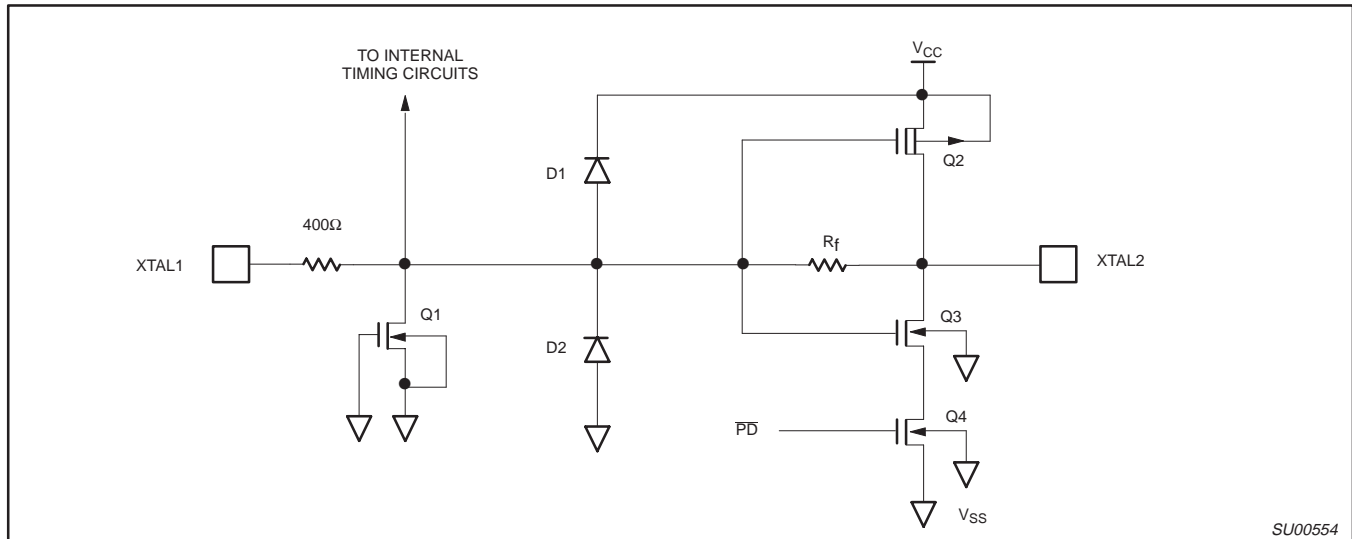 TO INTERNAL
TIMING CIRCUITS
VCC
Q2
D1
400Ω
Rf
XTAL1
XTAL2
Q1
Q3
D2
PD
Q4
VSS
SU00554